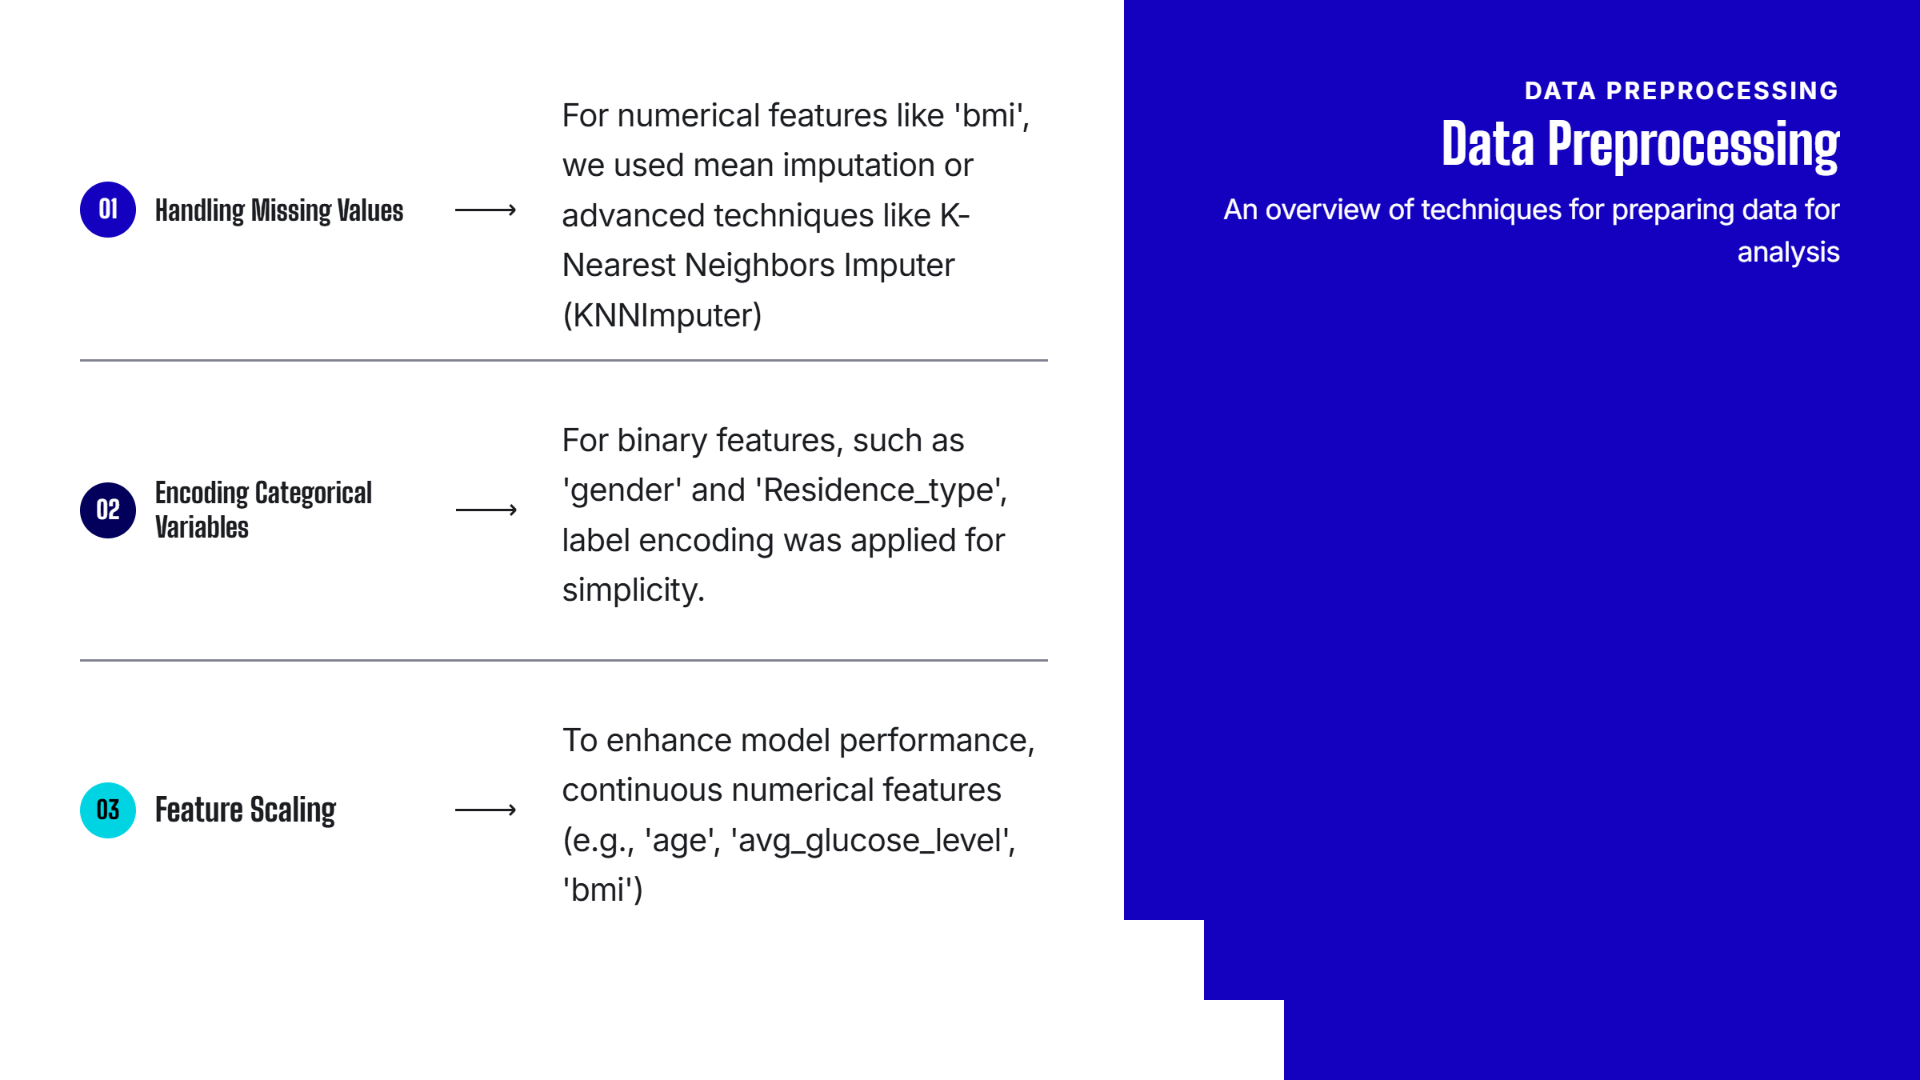 DATA PREPROCESSING
Data Preprocessing
An overview of techniques for preparing data for
analysis
01
Handling Missing Values
For numerical features like 'bmi',
we used mean imputation or
advanced techniques like K-
Nearest Neighbors Imputer
(KNNImputer)
02
Encoding Categorical
Variables
For binary features, such as
'gender' and 'Residence_type',
label encoding was applied for
simplicity.
03
Feature Scaling
To enhance model performance,
continuous numerical features
(e.g., 'age', 'avg_glucose_level',
'bmi')